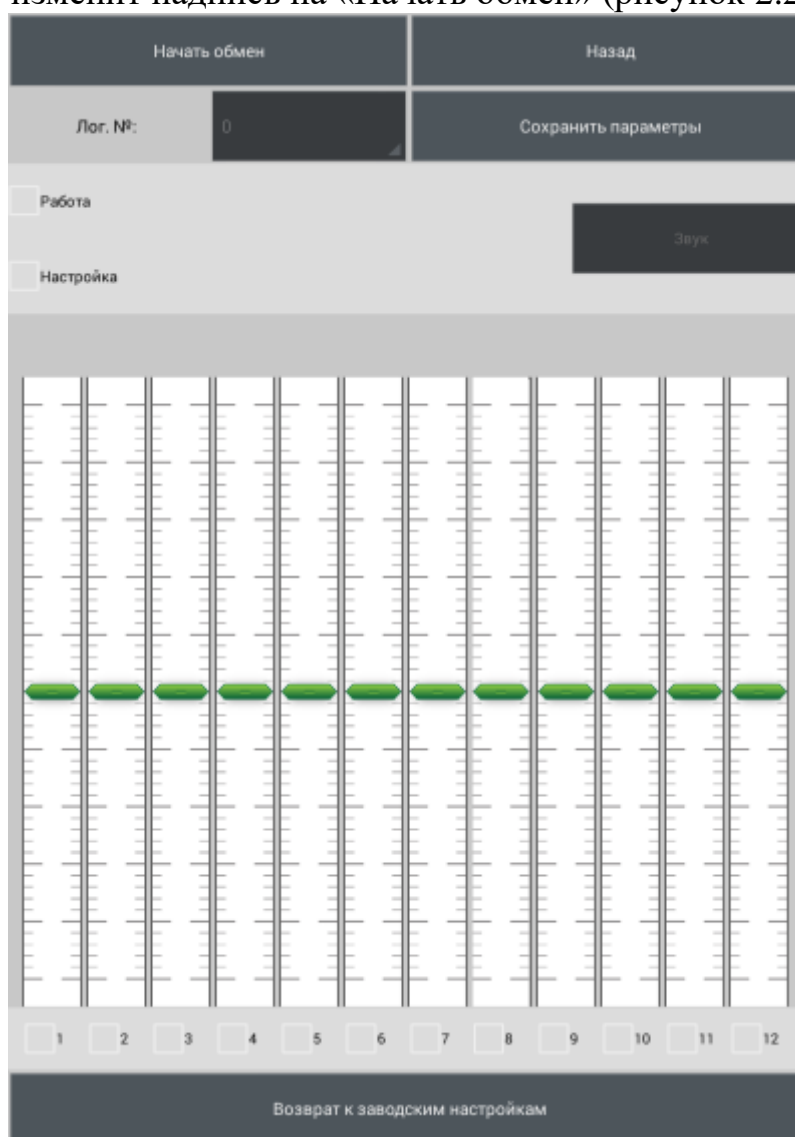 изменит надпись на «Начать обмен» (рисунок 2.2
Начать обмен Назад
Лог. №: 0 Сохранить параметры
Работа
Звук
Настройка
1 2 3 4 5 6 7 8 9 10 11 12
Возврат к заводским настройкам